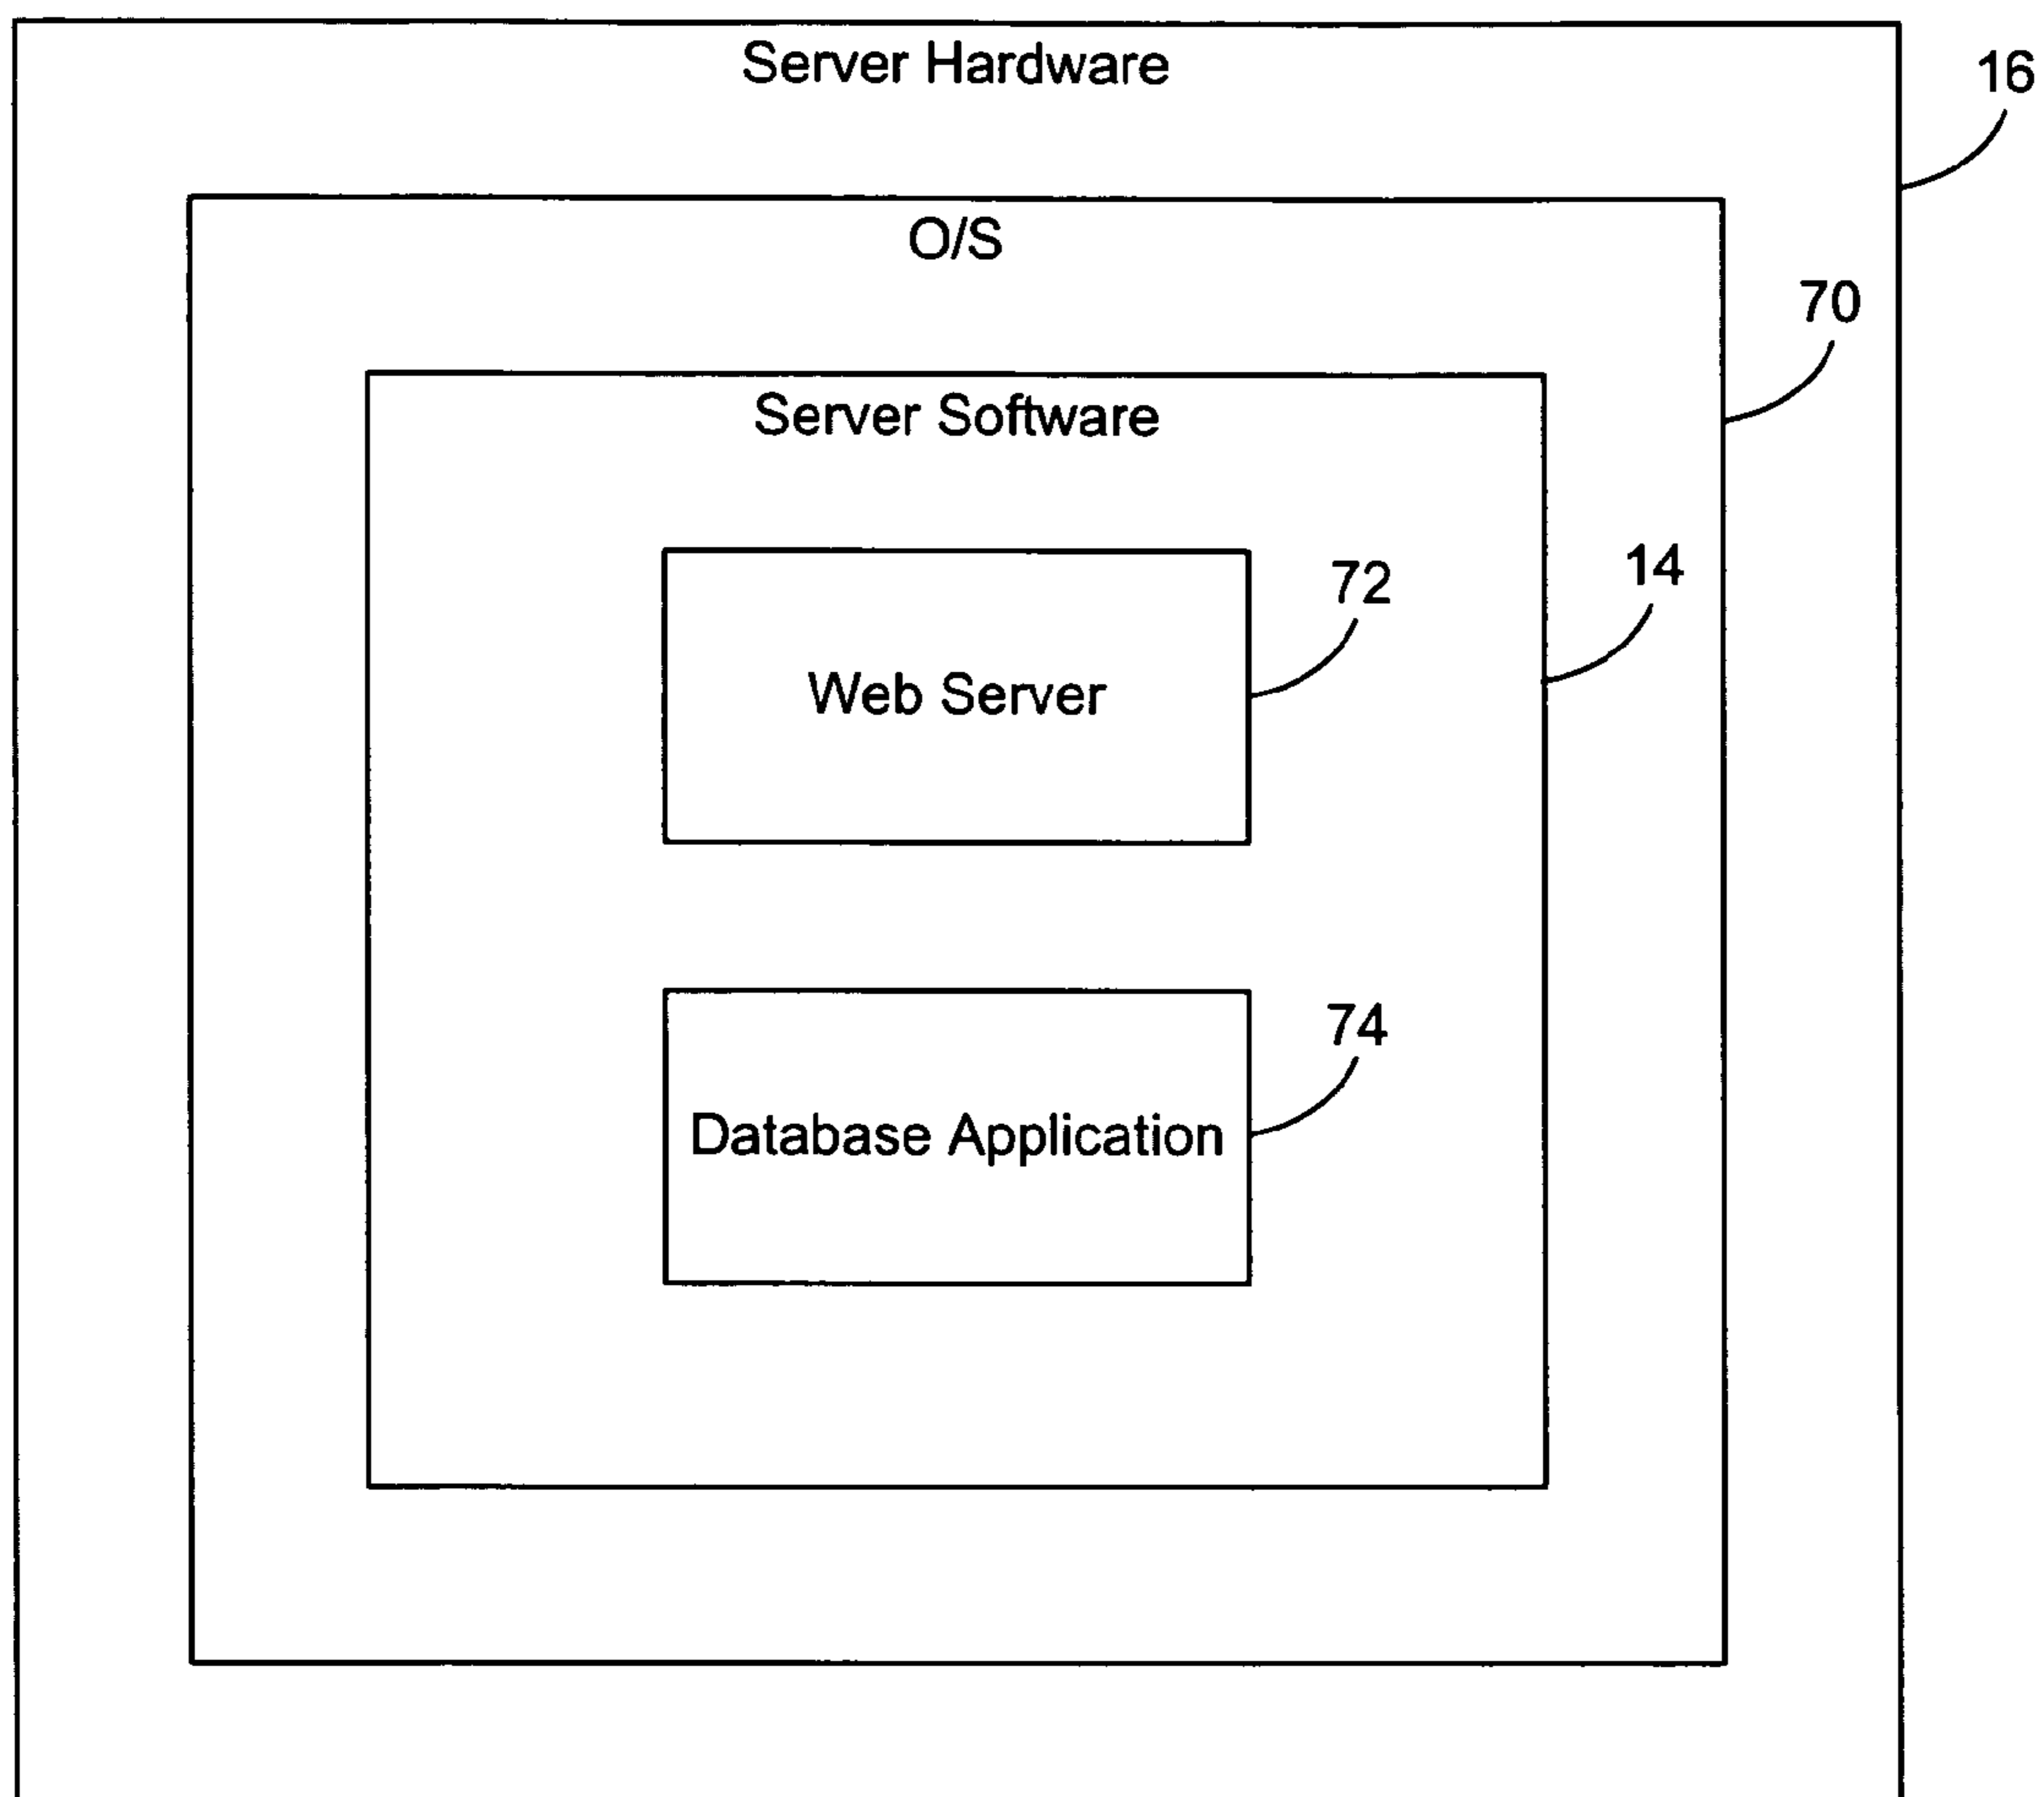 Server Hardware
16
O/S
70
Server Software
14
72
Web Server
74
Database Application